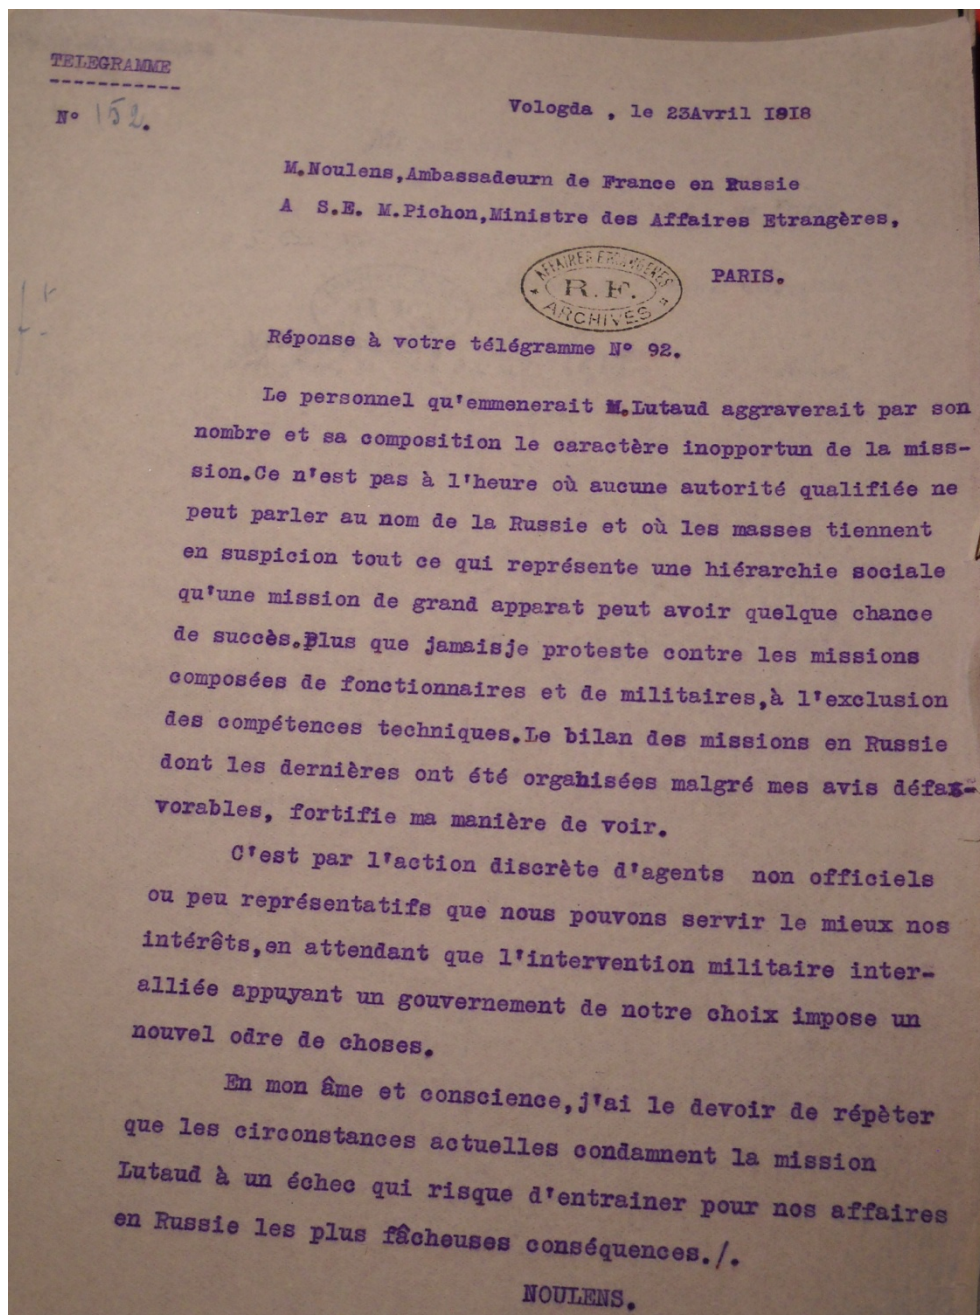 TELEGRAMME
-----------
N° 152.
Vologda , le 23Avril 1918
M.Noulens,Ambassadeurn de France en Russie
A S.E. M.Pichon,Ministre des Affaires Etrangères,
AFFAIRES ETRANGERES
R.F.
ARCHIVES
PARIS.
Réponse à votre télégramme N° 92.
Le personnel qu'emmenerait M.Lutaud aggraverait par son
nombre et sa composition le caractère inopportun de la miss-
sion.Ce n'est pas à l'heure où aucune autorité qualifiée ne
peut parler au nom de la Russie et où les masses tiennent
en suspicion tout ce qui représente une hiérarchie sociale
qu'une mission de grand apparat peut avoir quelque chance
de succès.Plus que jamaisje proteste contre les missions
composées de fonctionnaires et de militaires,à l'exclusion
des compétences techniques.Le bilan des missions en Russie
dont les dernières ont été organisées malgré mes avis défa-
vorables, fortifie ma manière de voir.
C'est par l'action discrète d'agents non officiels
ou peu représentatifs que nous pouvons servir le mieux nos
intérêts,en attendant que l'intervention militaire inter-
alliée appuyant un gouvernement de notre choix impose un
nouvel odre de choses.
En mon âme et conscience,j'ai le devoir de répèter
que les circonstances actuelles condamnent la mission
Lutaud à un échec qui risque d'entrainer pour nos affaires
en Russie les plus fâcheuses conséquences./.
NOULENS.